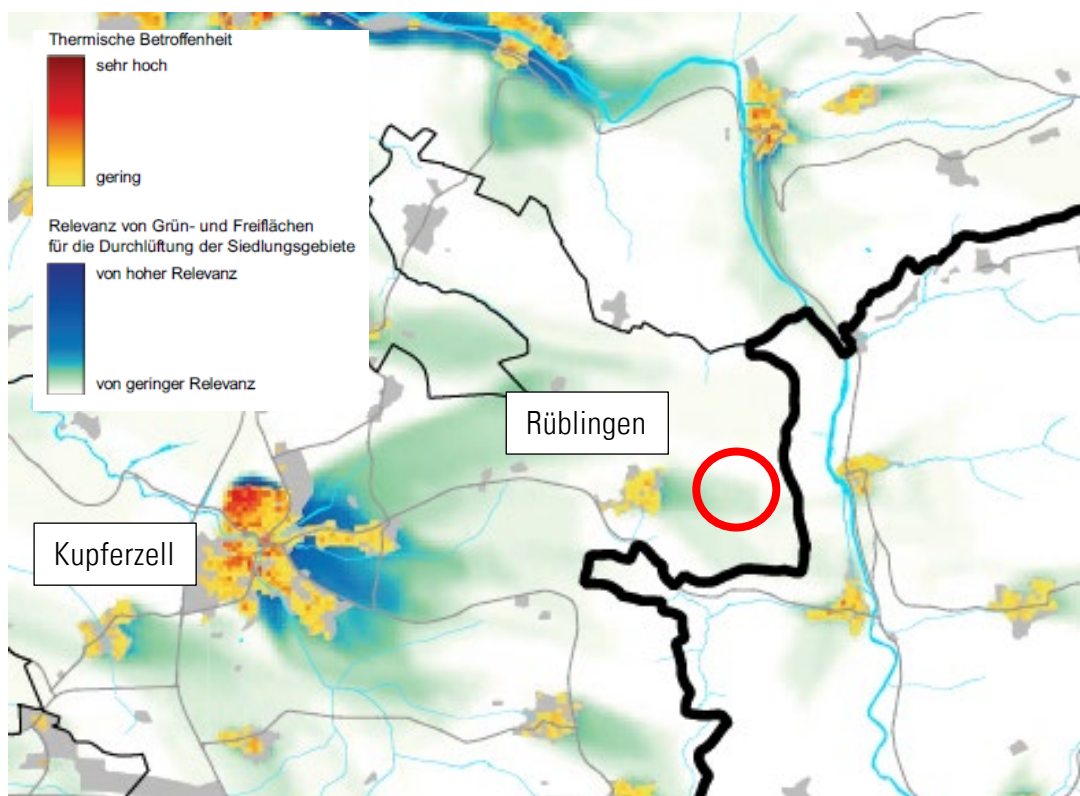 Thermische Betroffenheit
sehr hoch
gering
Relevanz von Grün- und Freiflächen
für die Durchlüftung der Siedlungsgebiete
von hoher Relevanz
von geringer Relevanz
Rüblingen
Kupferzell